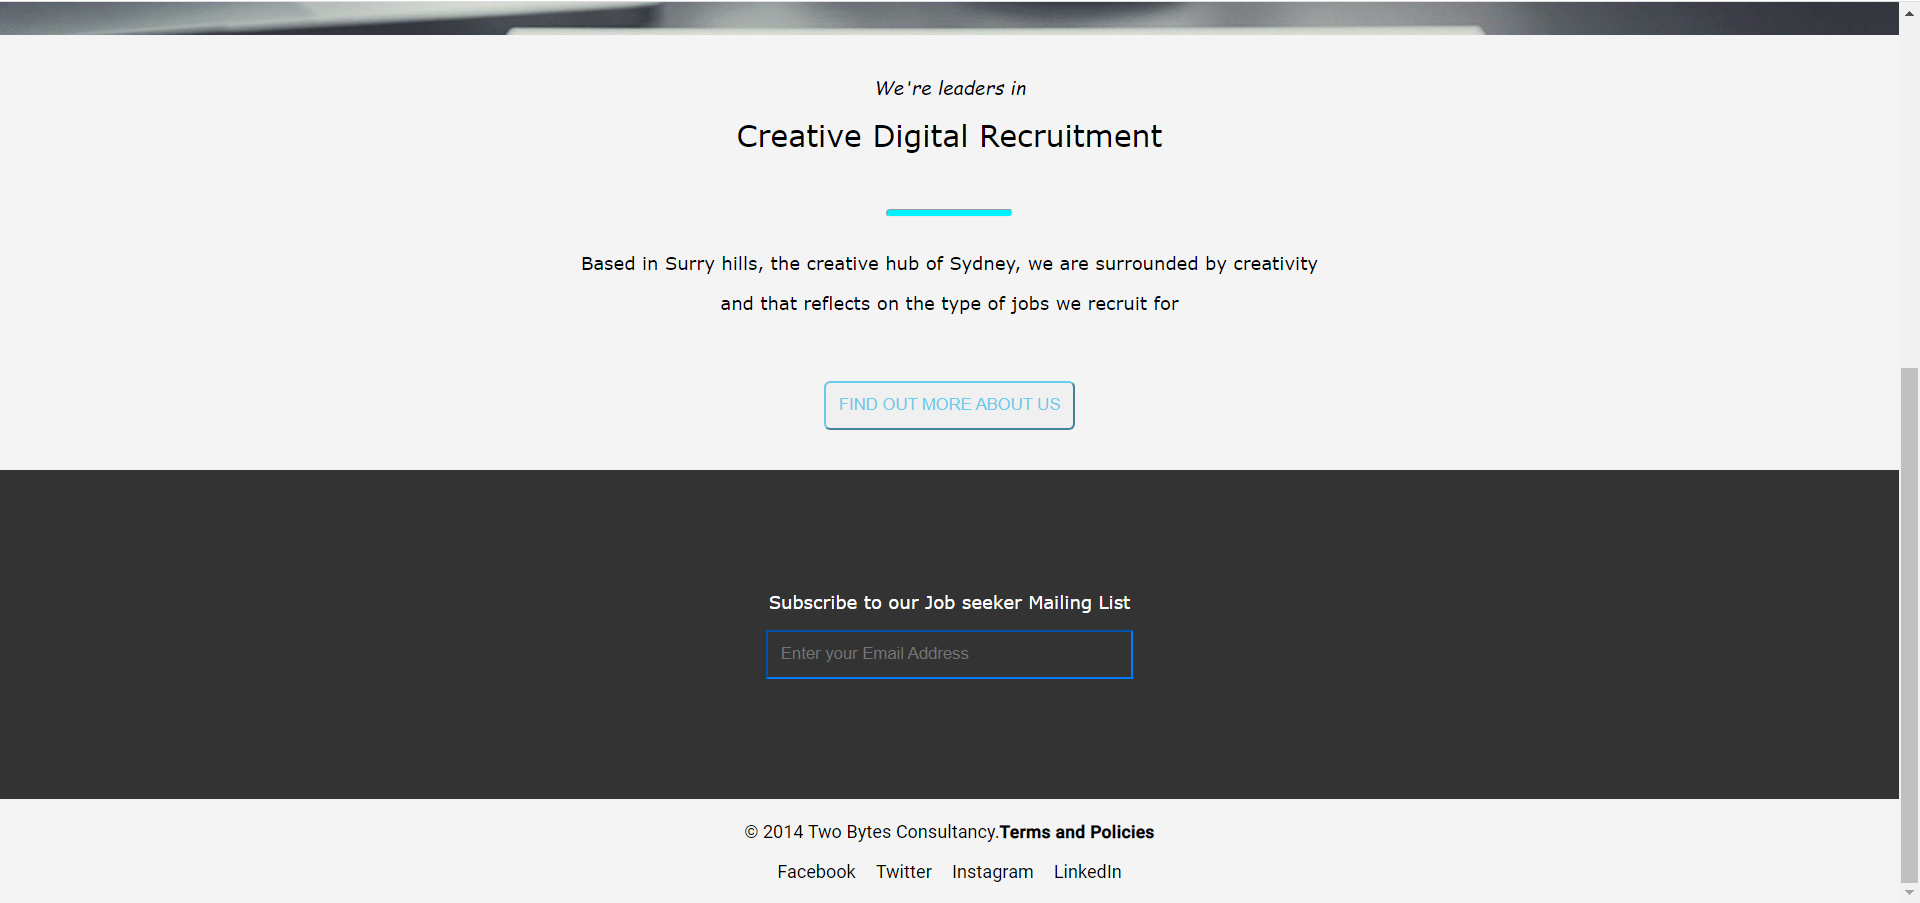 We're leaders in
Creative Digital Recruitment
Based in Surry hills, the creative hub of Sydney, we are surrounded by creativity
and that reflects on the type of jobs we recruit for
FIND OUT MORE ABOUT US
Subscribe to our Job seeker Mailing List
Enter your Email Address
© 2014 Two Bytes Consultancy.Terms and Policies
Facebook Twitter Instagram LinkedIn